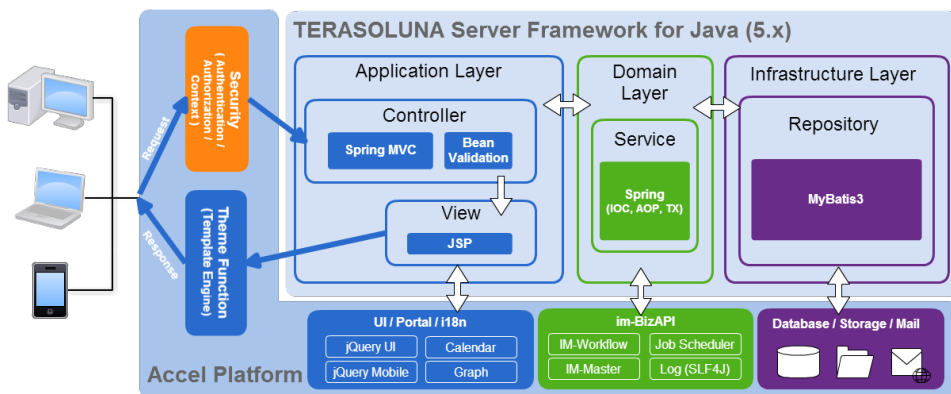 TERASOLUNA Server Framework for Java (5.x)
Security
( Authentication /
Authorization /
Context )
Request
Response
Theme Function
(Template Engine)
Application Layer
Controller
Spring MVC
Bean
Validation
View
JSP
Domain
Layer
Service
Spring
(IOC, AOP, TX)
Infrastructure Layer
Repository
MyBatis3
Accel Platform
UI / Portal / i18n
jQuery UI
Calendar
jQuery Mobile
Graph
im-BizAPI
IM-Workflow
Job Scheduler
IM-Master
Log (SLF4J)
Database / Storage / Mail